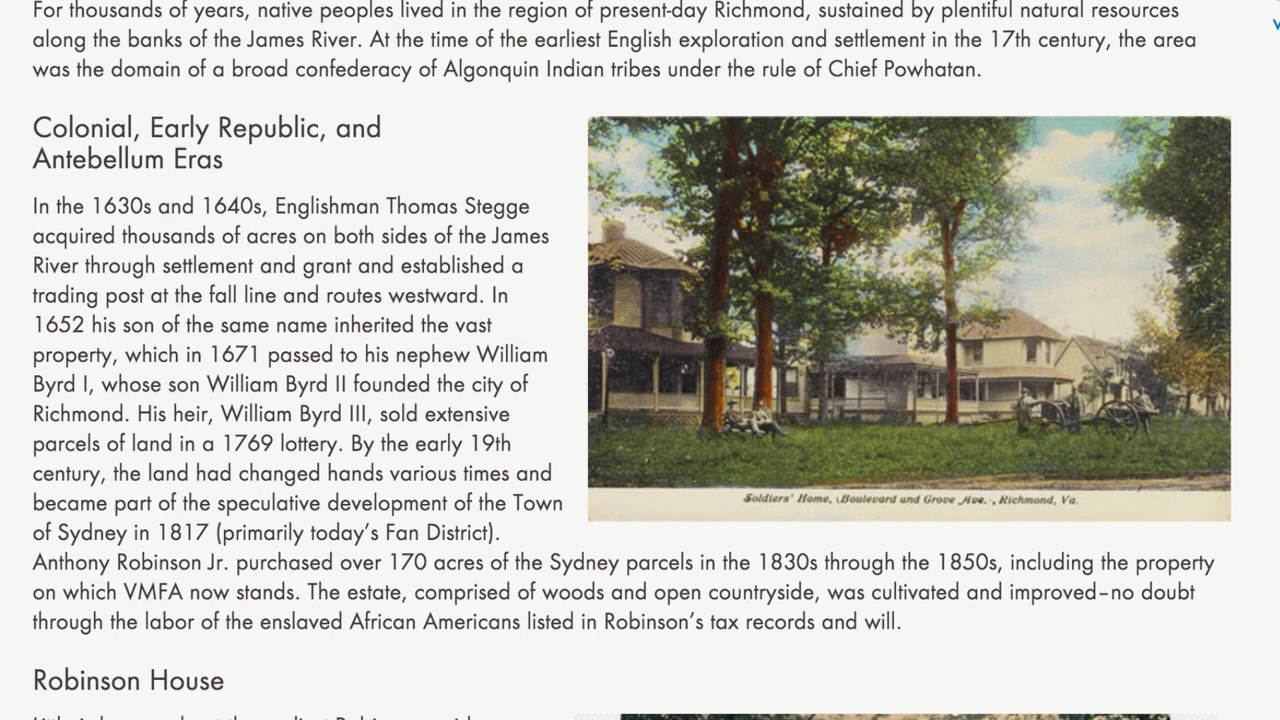 For thousands of years, native peoples lived in the region of present-day Richmond, sustained by plentiful natural resources
along the banks of the James River. At the time of the earliest English exploration and settlement in the 17th century, the area
was the domain of a broad confederacy of Algonquin Indian tribes under the rule of Chief Powhatan.
Colonial, Early Republic, and
Antebellum Eras
In the 1630s and 1640s, Englishman Thomas Stegge
acquired thousands of acres on both sides of the James
River through settlement and grant and established a
trading post at the fall line and routes westward. In
1652 his son of the same name inherited the vast
property, which in 1671 passed to his nephew William
Byrd I, whose son William Byrd II founded the city of
Richmond. His heir, William Byrd III, sold extensive
parcels of land in a 1769 lottery. By the early 19th
century, the land had changed hands various times and
became part of the speculative development of the Town
of Sydney in 1817 (primarily today’s Fan District).
Soldiers' Home, Boulevard and Grove Ave., Richmond, Va.
Anthony Robinson Jr. purchased over 170 acres of the Sydney parcels in the 1830s through the 1850s, including the property
on which VMFA now stands. The estate, comprised of woods and open countryside, was cultivated and improved–no doubt
through the labor of the enslaved African Americans listed in Robinson’s tax records and will.
Robinson House